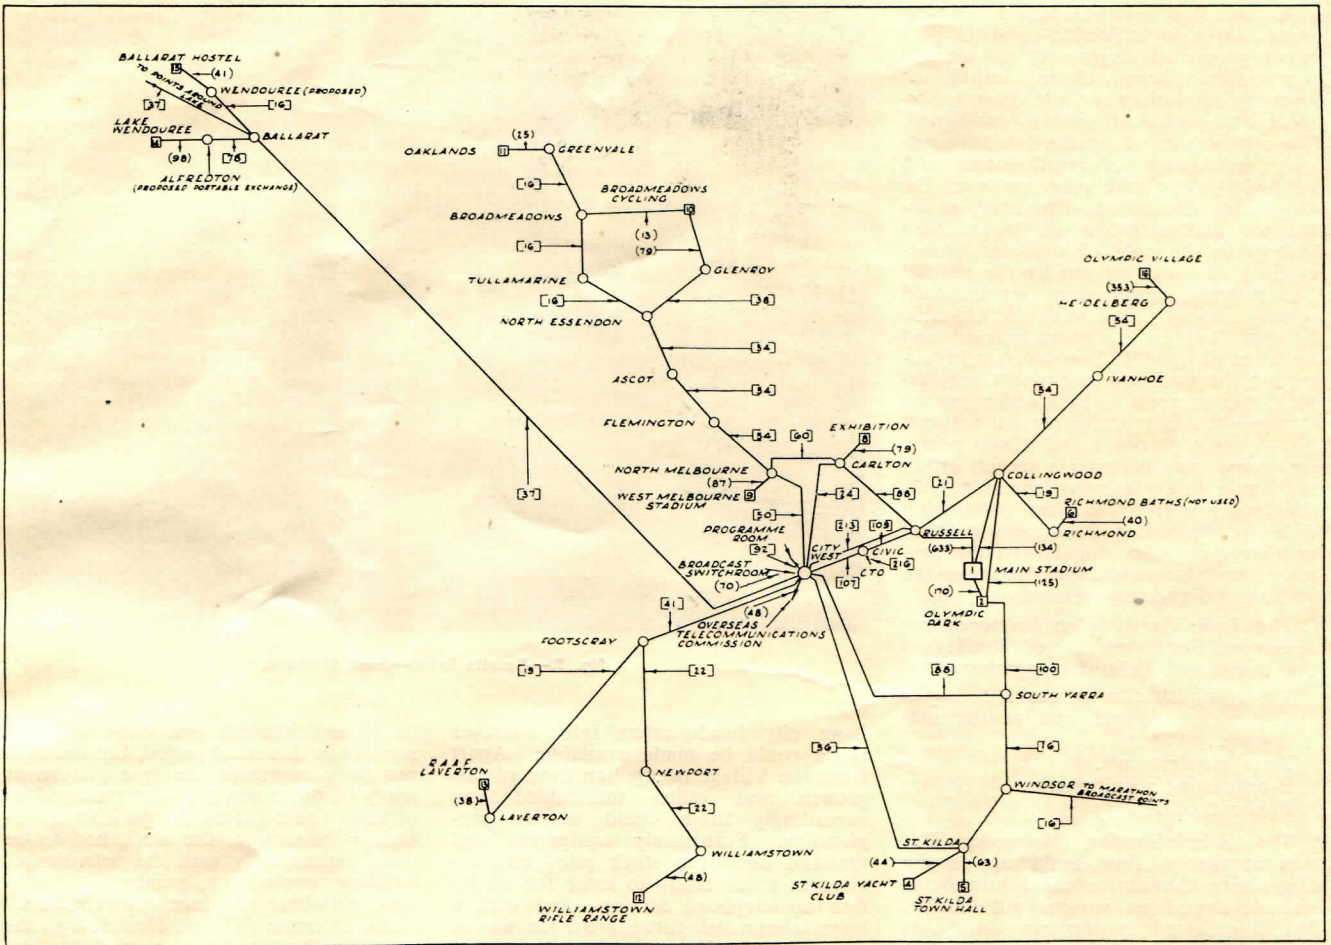 BALLARAT HOSTEL
15
(41)
TO POINTS AROUND
LAKE
WENDOUREE (PROPOSED)
[37]
[16]
LAKE
WENDOUREE
14
BALLARAT
(98)
[78]
ALFREDTON
(PROPOSED PORTABLE EXCHANGE)
(25)
OAKLANDS
11
GREENVALE
[16]
BROADMEADOWS
CYCLING
10
BROADMEADOWS
(13)
(79)
[16]
TULLAMARINE
GLENROY
[16]
[38]
NORTH ESSENDON
[54]
ASCOT
[54]
FLEMINGTON
[54]
OLYMPIC VILLAGE
16
(353)
HEIDELBERG
[54]
IVANHOE
[54]
[60]
EXHIBITION
8
(79)
CARLTON
NORTH MELBOURNE
(87)
WEST MELBOURNE
STADIUM
9
[24]
[88]
[21]
COLLINGWOOD
[19]
RICHMOND BATHS (NOT USED)
6
(40)
RICHMOND
[37]
[50]
PROGRAMME
ROOM
[92]
[213]
[105]
RUSSELL
CITY
WEST
CIVIC
(633)
(134)
BROADCAST
SWITCHROOM
(70)
[216]
CTO
[107]
1
MAIN STADIUM
(125)
(170)
2
OLYMPIC
PARK
[41]
(48)
OVERSEAS
TELECOMMUNICATIONS
COMMISSION
FOOTSCRAY
[19]
[22]
[88]
[100]
SOUTH YARRA
[56]
[76]
R.A.A.F.
LAVERTON
13
(38)
LAVERTON
NEWPORT
[22]
WINDSOR
TO MARATHON
BROADCAST POINTS
[16]
WILLIAMSTOWN
(48)
12
WILLIAMSTOWN
RIFLE RANGE
ST KILDA
(44)
(63)
ST KILDA YACHT
CLUB
4
5
ST KILDA
TOWN HALL